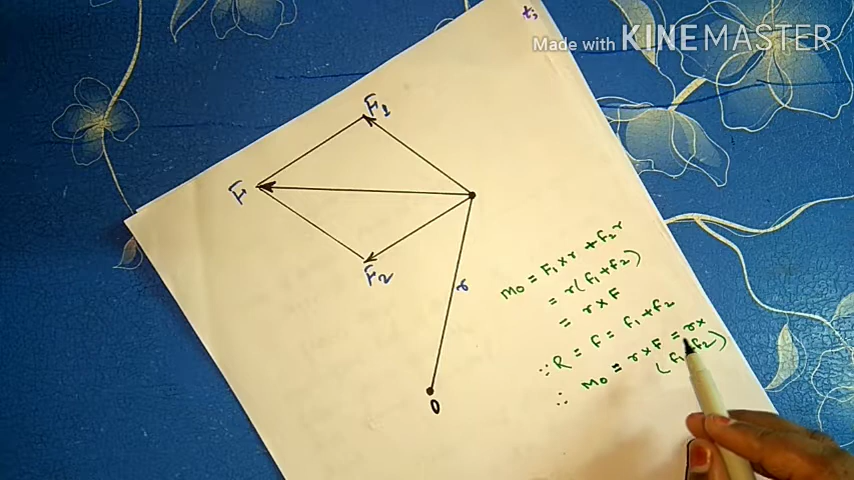 t;
Made with KINEMASTER
F1
F
F2
r
O
Mo = F1 × r + F2 r
= r (f1 + f2)
= r × F
∵ R = F = f1 + f2
∴ Mo = r × F = r ×
(f1 + f2)